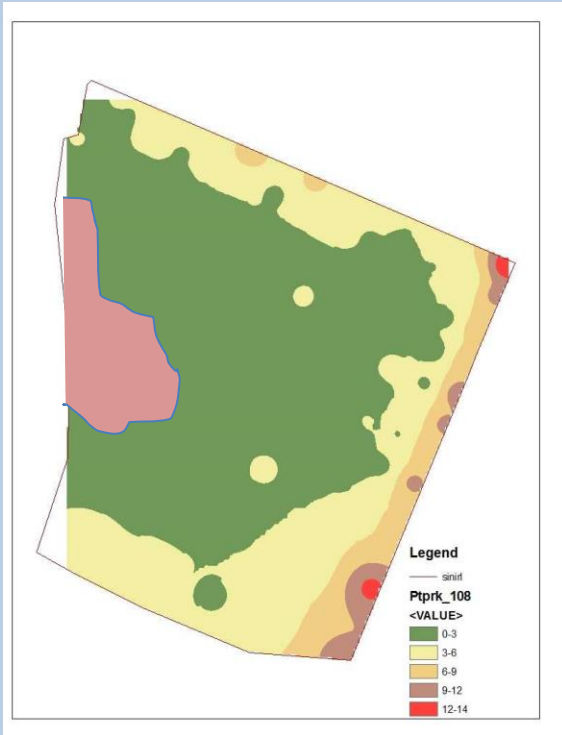 Legend
sinirl
Ptprk_108
<VALUE>
0-3
3-6
6-9
9-12
12-14